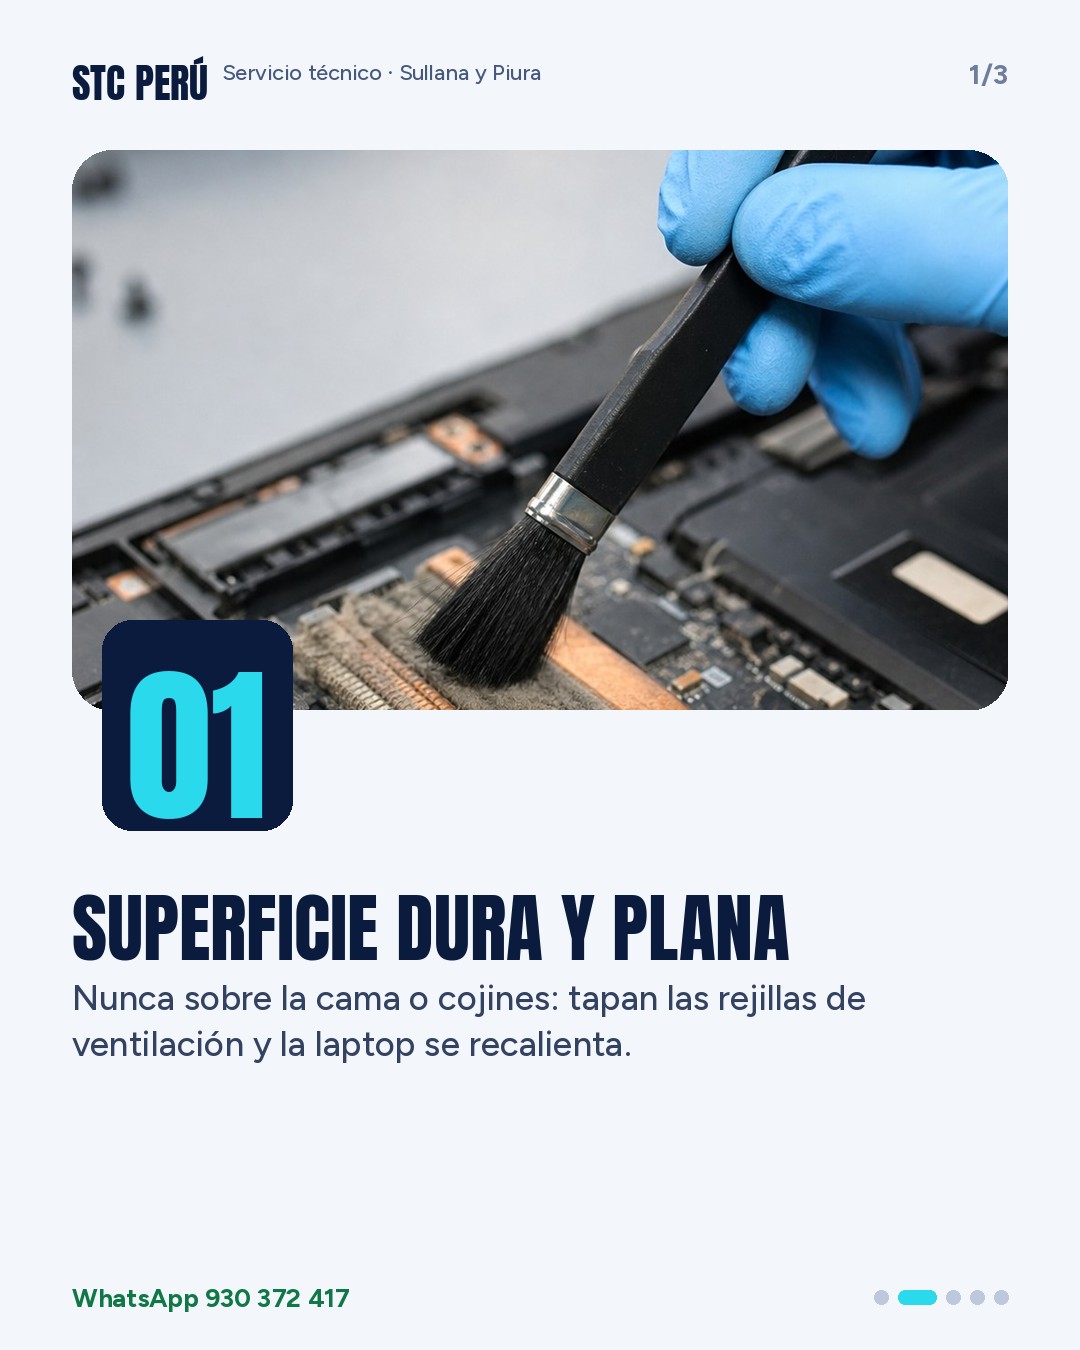 STC PERÚ Servicio técnico · Sullana y Piura
1/3
01
SUPERFICIE DURA Y PLANA
Nunca sobre la cama o cojines: tapan las rejillas de
ventilación y la laptop se recalienta.
WhatsApp 930 372 417